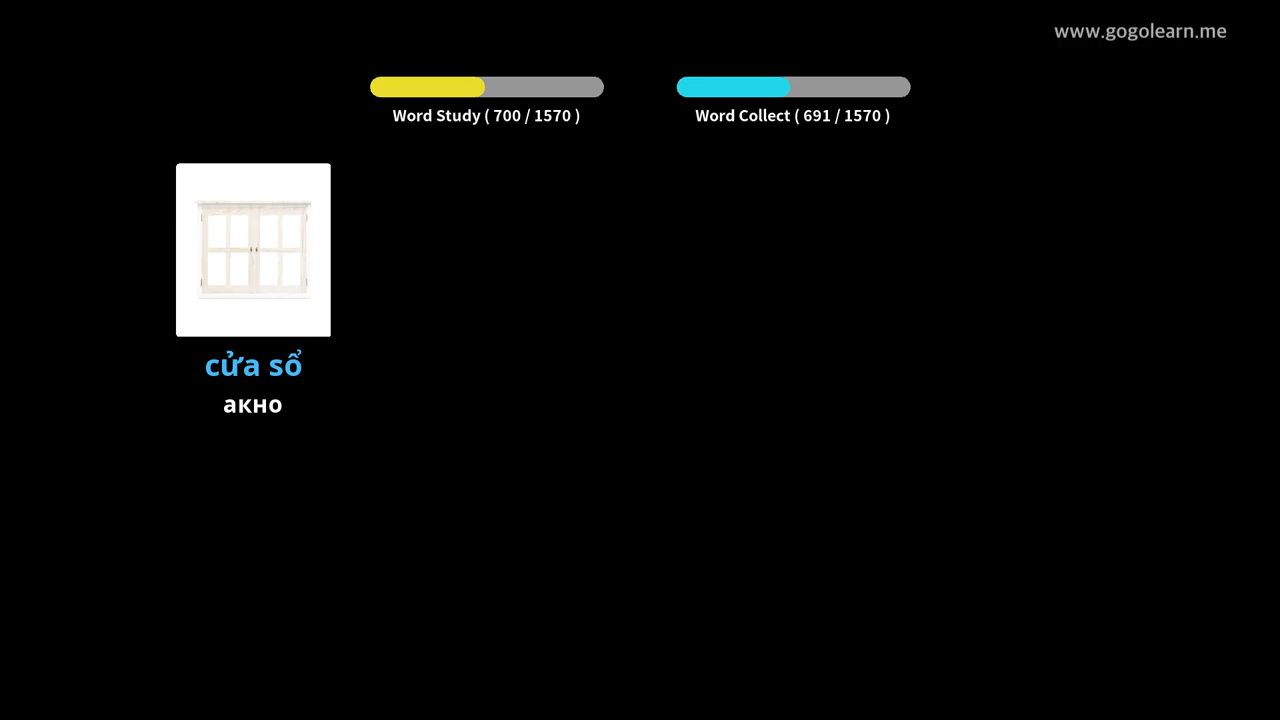 www.gogolearn.me
Word Study ( 700 / 1570 )
Word Collect ( 691 / 1570 )
cửa sổ
акно